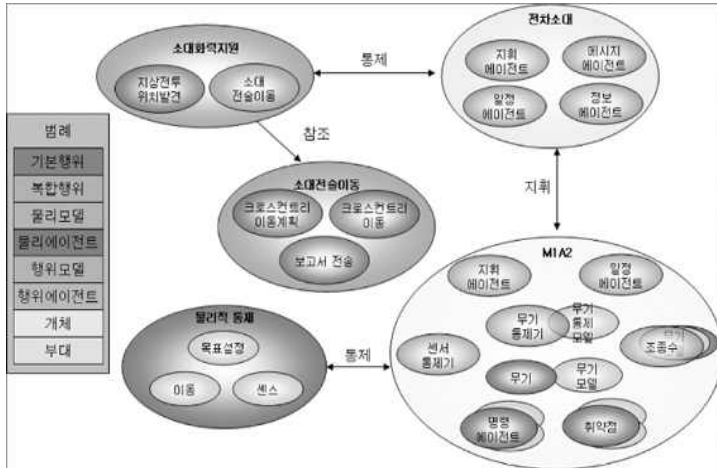 소대화력지원
지상전투
위치발견
소대
전술이동
통제
전차소대
지휘
에이전트
메시지
에이전트
일정
에이전트
정보
에이전트
참조
지휘
범례
기본행위
복합행위
물리모델
물리에이전트
행위모델
행위에이전트
개체
부대
소대전술이동
크로스컨트리
이동계획
크로스컨트리
이동
보고서 전송
물리적 통제
목표설정
이동
센스
통제
M1A2
지휘
에이전트
일정
에이전트
무기
통제기
무기
통제
모델
센서
통제기
무기
조종수
무기
무기
모델
명령
에이전트
취약점